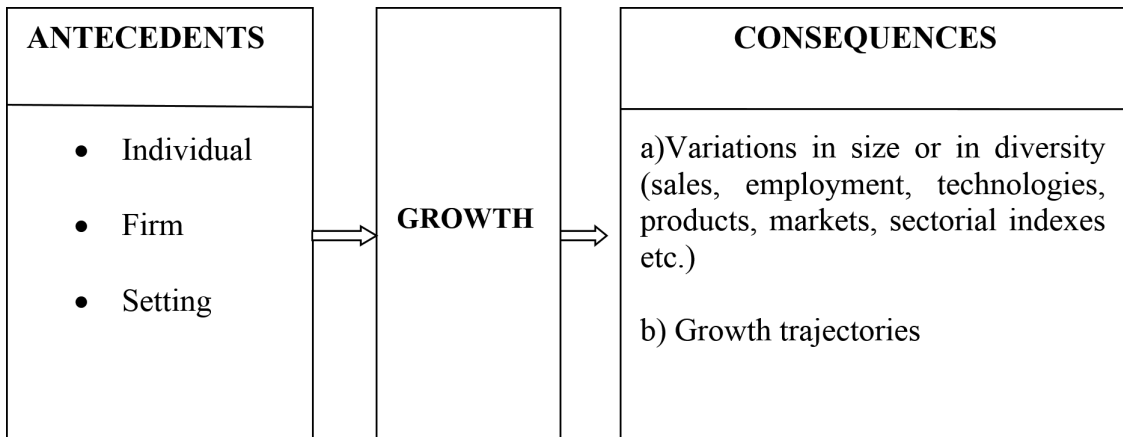 ANTECEDENTS
• Individual
• Firm
• Setting
GROWTH
CONSEQUENCES
a)Variations in size or in diversity
(sales, employment, technologies,
products, markets, sectorial indexes
etc.)
b) Growth trajectories